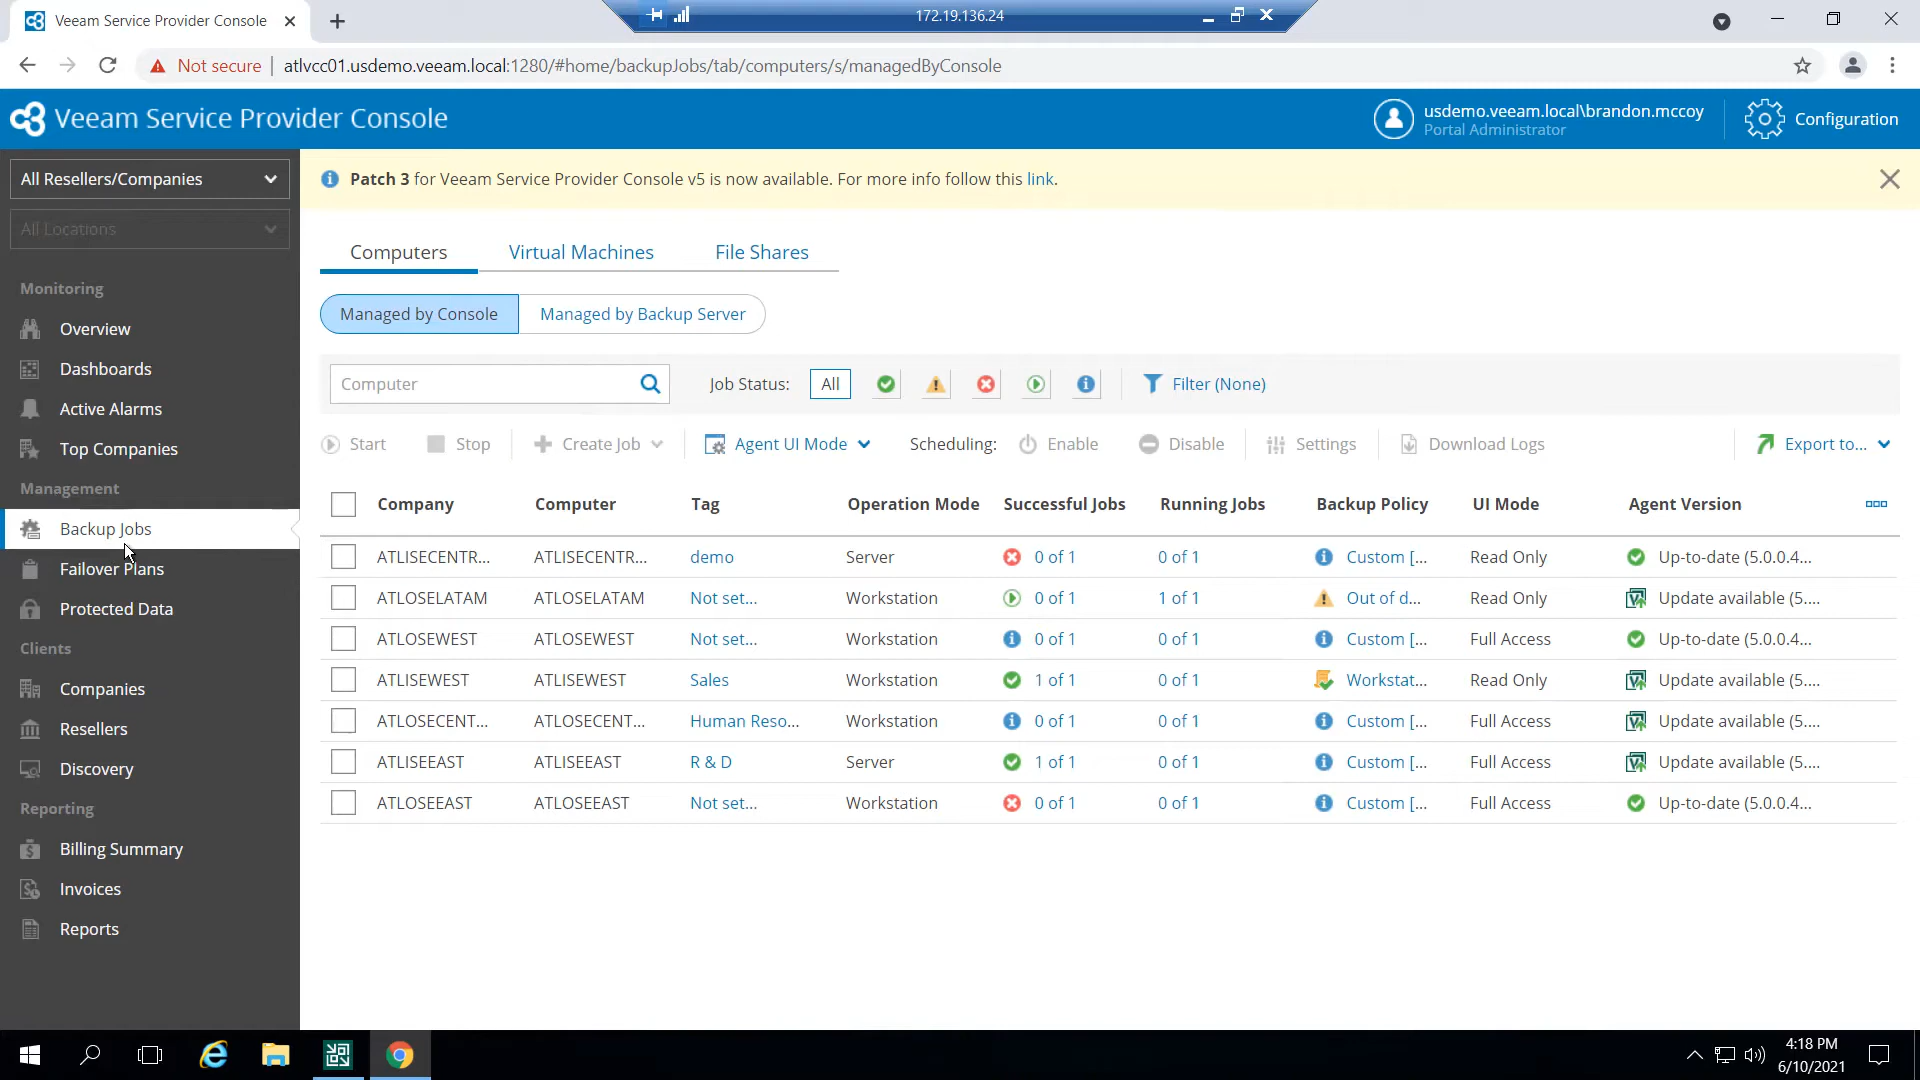 Veeam Service Provider Console
172.19.136.24
Not secure
atlvcc01.usdemo.veeam.local:1280/#home/backupJobs/tab/computers/s/managedByConsole
Veeam Service Provider Console
usdemo.veeam.local\brandon.mccoy
Portal Administrator
Configuration
All Resellers/Companies
All Locations
Monitoring
Overview
Dashboards
Active Alarms
Top Companies
Management
Backup Jobs
Failover Plans
Protected Data
Clients
Companies
Resellers
Discovery
Reporting
Billing Summary
Invoices
Reports
Patch 3 for Veeam Service Provider Console v5 is now available. For more info follow this link.
Computers Virtual Machines File Shares
Managed by Console Managed by Backup Server
Computer Job Status: All Filter (None)
Start Stop Create Job Agent UI Mode Scheduling: Enable Disable Settings Download Logs Export to...
Company Computer Tag Operation Mode Successful Jobs Running Jobs Backup Policy UI Mode Agent Version
ATLISECENTR... ATLISECENTR... demo Server 0 of 1 0 of 1 Custom [... Read Only Up-to-date (5.0.0.4...
ATLOSELATAM ATLOSELATAM Not set... Workstation 0 of 1 1 of 1 Out of d... Read Only Update available (5....
ATLOSEWEST ATLOSEWEST Not set... Workstation 0 of 1 0 of 1 Custom [... Full Access Up-to-date (5.0.0.4...
ATLISEWEST ATLISEWEST Sales Workstation 1 of 1 0 of 1 Workstat... Read Only Update available (5....
ATLOSECENT... ATLOSECENT... Human Reso... Workstation 0 of 1 0 of 1 Custom [... Full Access Update available (5....
ATLISEEAST ATLISEEAST R & D Server 1 of 1 0 of 1 Custom [... Full Access Update available (5....
ATLOSEEAST ATLOSEEAST Not set... Workstation 0 of 1 0 of 1 Custom [... Full Access Up-to-date (5.0.0.4...
4:18 PM
6/10/2021